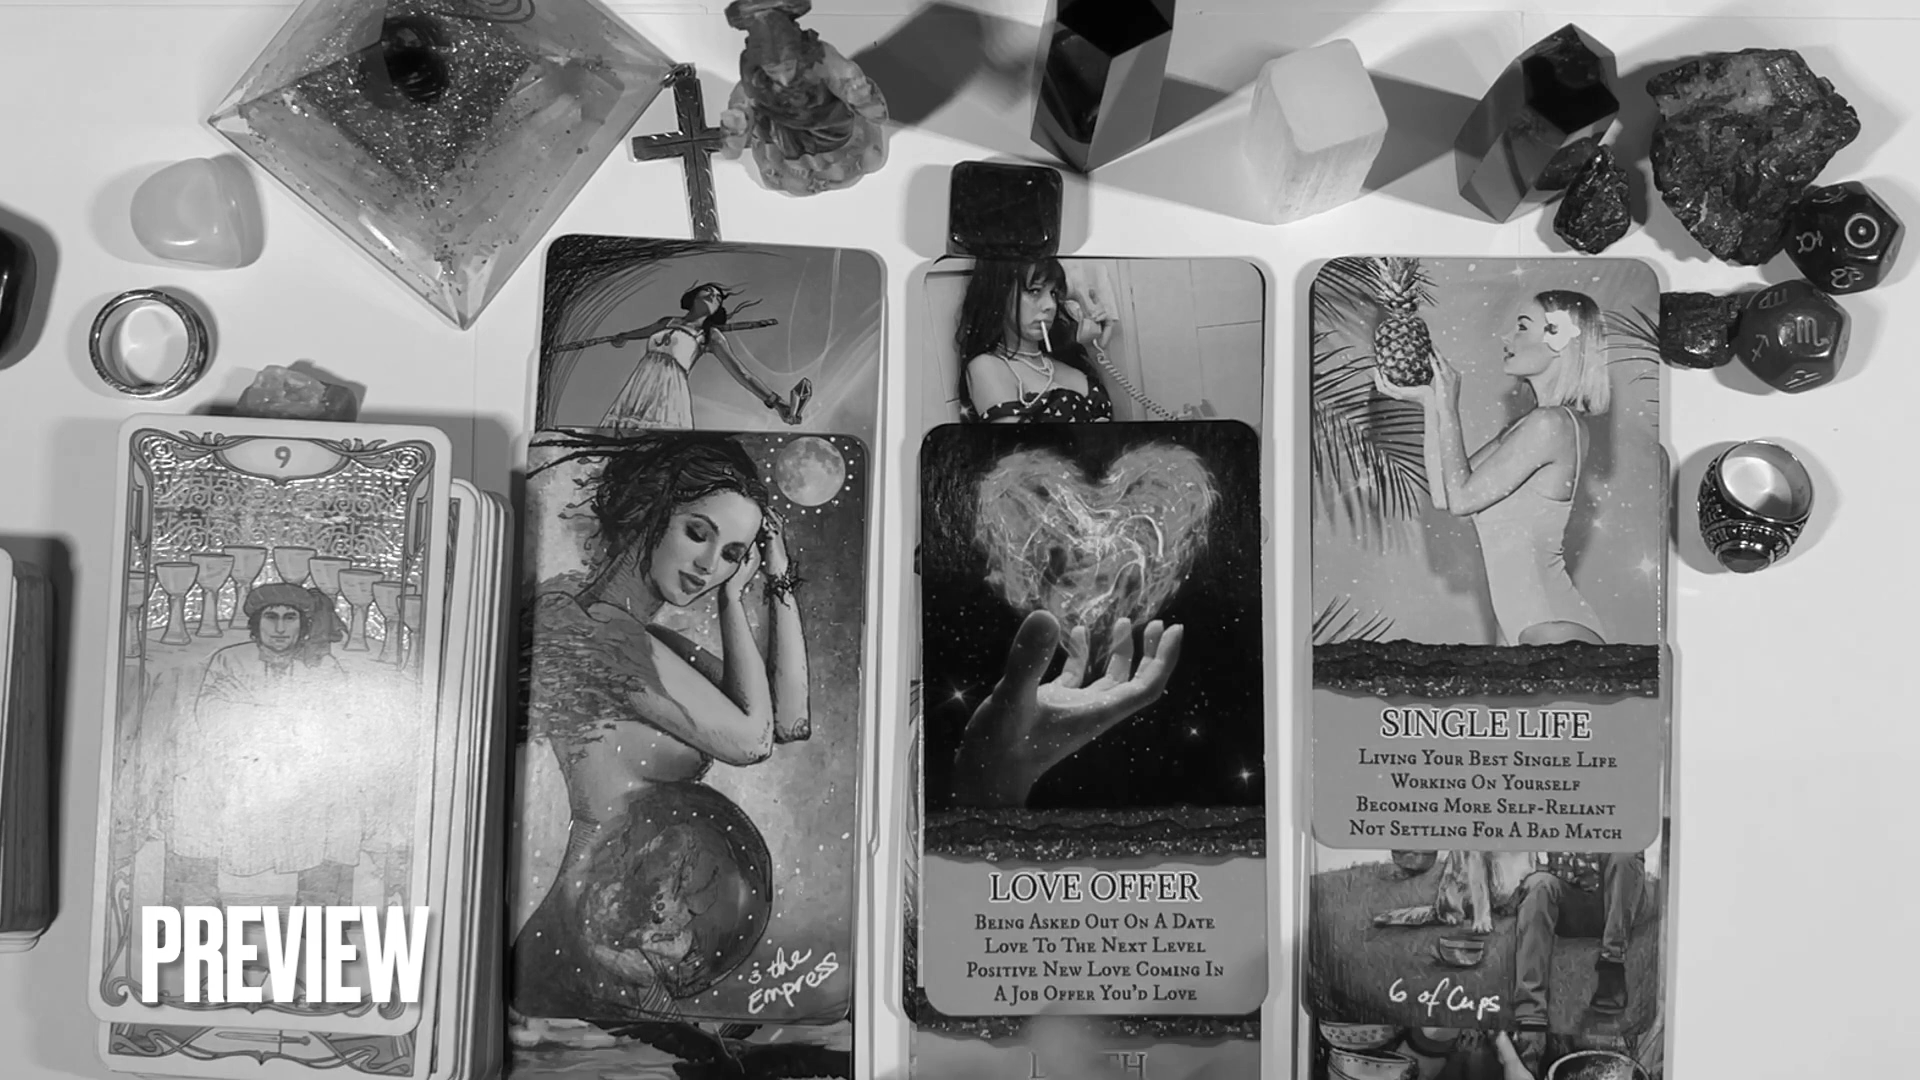 9
3 the
Empress
LOVE OFFER
Being Asked Out On A Date
Love To The Next Level
Positive New Love Coming In
A Job Offer You'd Love
SINGLE LIFE
Living Your Best Single Life
Working On Yourself
Becoming More Self-Reliant
Not Settling For A Bad Match
6 of Cups
PREVIEW